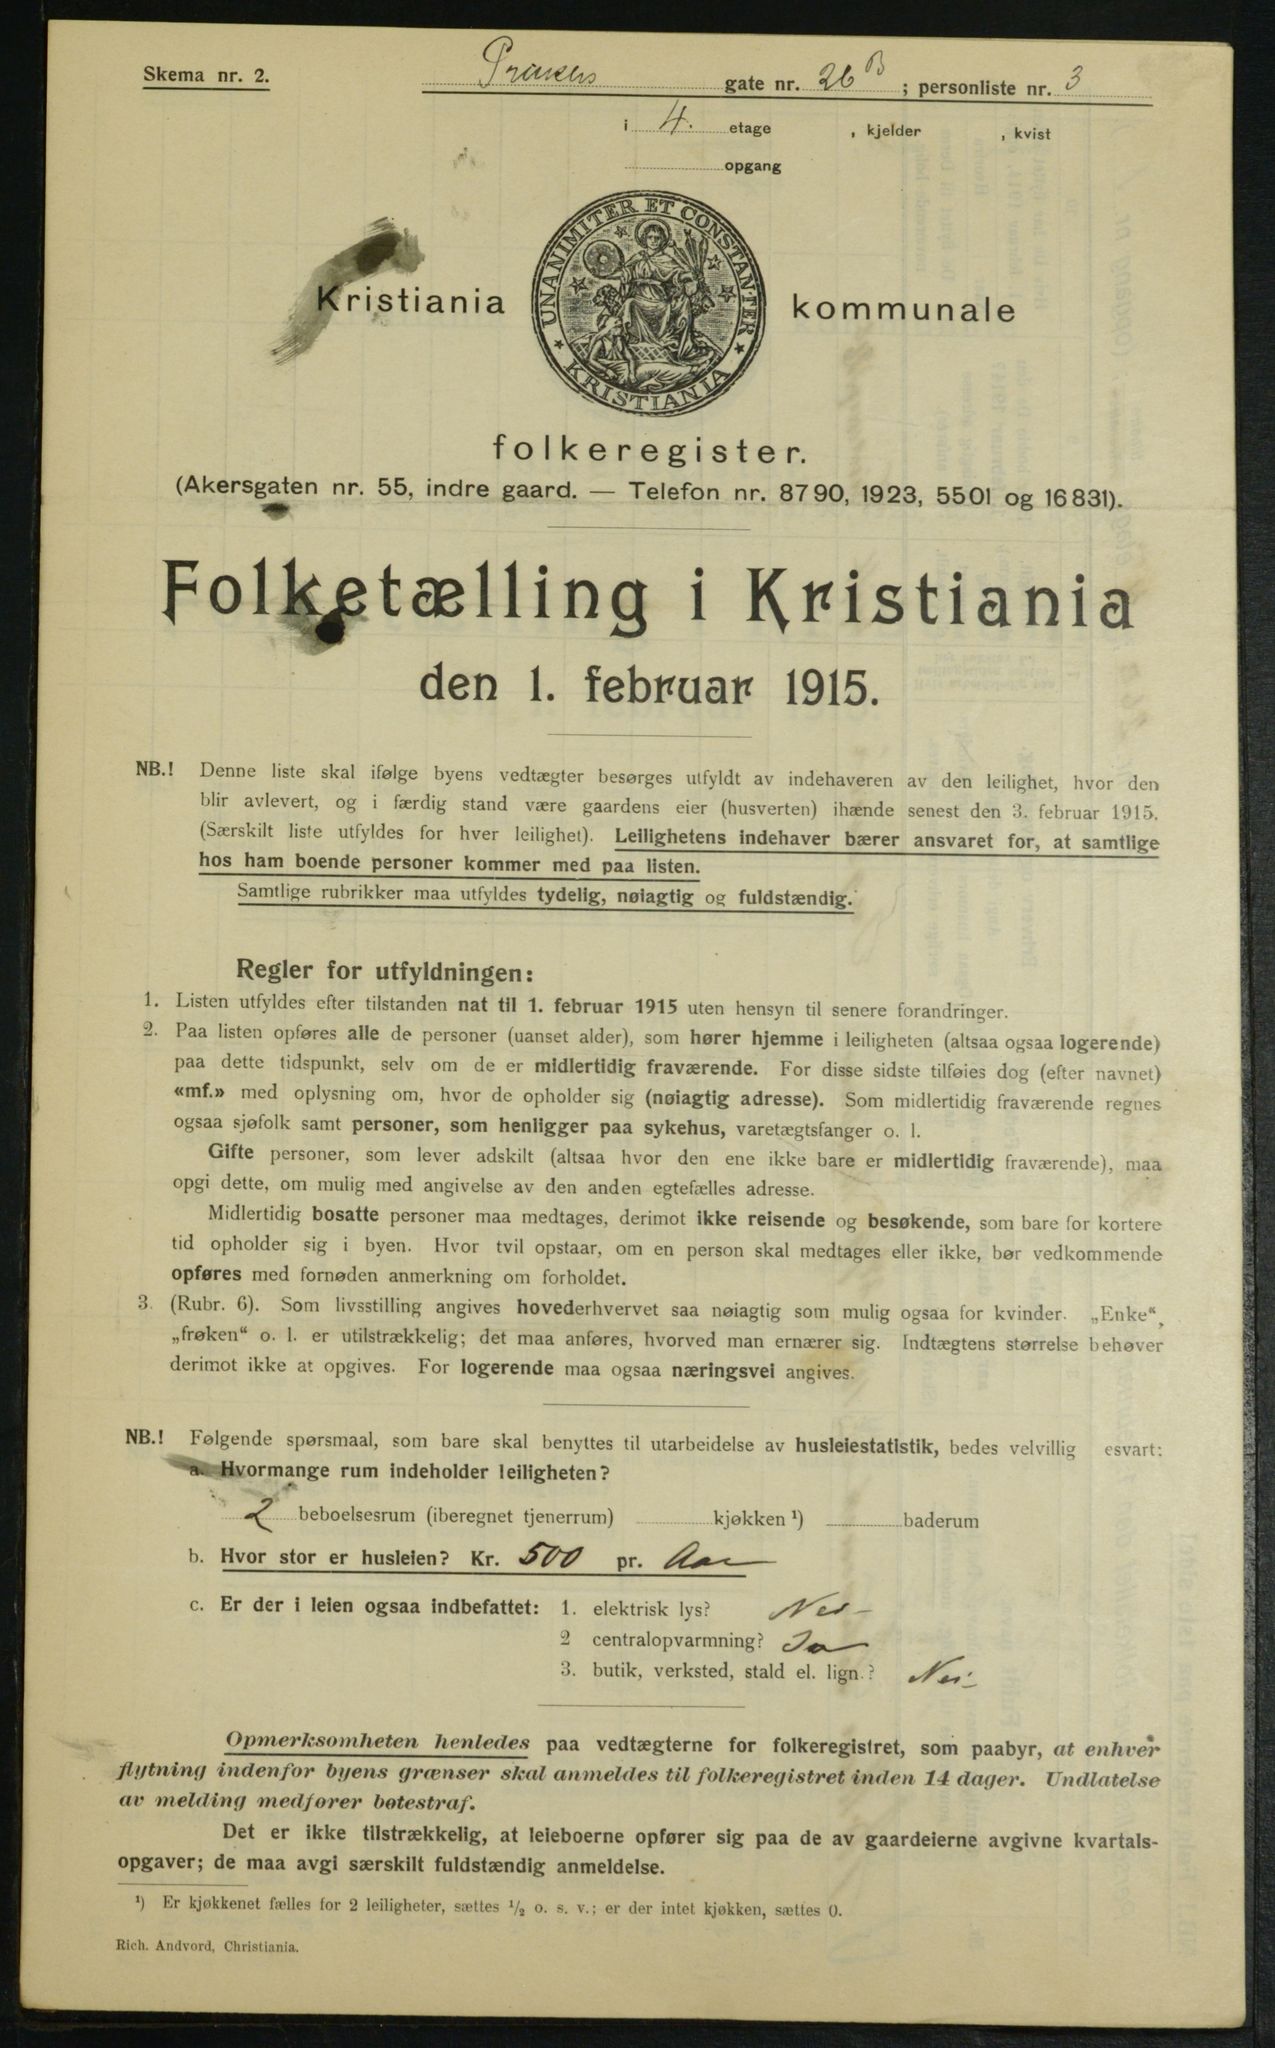 Skema nr. 2.
Prinsens gate nr. 26 B ; personliste nr. 3
i 4. etage , kjelder , kvist
opgang
UNANIMITER ET CONSTANTER
KRISTIANIA
Kristiania kommunale
folkeregister.
(Akersgaten nr. 55, indre gaard. — Telefon nr. 8790, 1923, 5501 og 16831).
Folketælling i Kristiania
den 1. februar 1915.
NB.! Denne liste skal ifølge byens vedtægter besørges utfyldt av indehaveren av den leilighet, hvor den
blir avlevert, og i færdig stand være gaardens eier (husverten) ihænde senest den 3. februar 1915.
(Særskilt liste utfyldes for hver leilighet). Leilighetens indehaver bærer ansvaret for, at samtlige
hos ham boende personer kommer med paa listen.
Samtlige rubrikker maa utfyldes tydelig, nøiagtig og fuldstændig.
Regler for utfyldningen:
1. Listen utfyldes efter tilstanden nat til 1. februar 1915 uten hensyn til senere forandringer.
2. Paa listen opføres alle de personer (uanset alder), som hører hjemme i leiligheten (altsaa ogsaa logerende)
paa dette tidspunkt, selv om de er midlertidig fraværende. For disse sidste tilføies dog (efter navnet)
«mf.» med oplysning om, hvor de opholder sig (nøiagtig adresse). Som midlertidig fraværende regnes
ogsaa sjøfolk samt personer, som henligger paa sykehus, varetægtsfanger o. l.
Gifte personer, som lever adskilt (altsaa hvor den ene ikke bare er midlertidig fraværende), maa
opgi dette, om mulig med angivelse av den anden egtefælles adresse.
Midlertidig bosatte personer maa medtages, derimot ikke reisende og besøkende, som bare for kortere
tid opholder sig i byen. Hvor tvil opstaar, om en person skal medtages eller ikke, bør vedkommende
opføres med fornøden anmerkning om forholdet.
3. (Rubr. 6). Som livsstilling angives hovederhvervet saa nøiagtig som mulig ogsaa for kvinder. „Enke“,
„frøken“ o. l. er utilstrækkelig; det maa anføres, hvorved man ernærer sig. Indtægtens størrelse behøver
derimot ikke at opgives. For logerende maa ogsaa næringsvei angives.
NB.! Følgende spørsmaal, som bare skal benyttes til utarbeidelse av husleiestatistik, bedes velvillig esvart:
a. Hvormange rum indeholder leiligheten?
2 beboelsesrum (iberegnet tjenerrum) kjøkken ¹) baderum
b. Hvor stor er husleien? Kr. 500 pr. Aar
c. Er der i leien ogsaa indbefattet: 1. elektrisk lys? Nei
2 centralopvarmning? Ja
3. butik, verksted, stald el. lign.? Nei
Opmerksomheten henledes paa vedtægterne for folkeregistret, som paabyr, at enhver
flytning indenfor byens grænser skal anmeldes til folkeregistret inden 14 dager. Undlatelse
av melding medfører bøtestraf.
Det er ikke tilstrækkelig, at leieboerne opfører sig paa de av gaardeierne avgivne kvartals-
opgaver; de maa avgi særskilt fuldstændig anmeldelse.
¹) Er kjøkkenet fælles for 2 leiligheter, sættes ½ o. s. v.; er der intet kjøkken, sættes 0.
Rich. Andvord, Christiania.